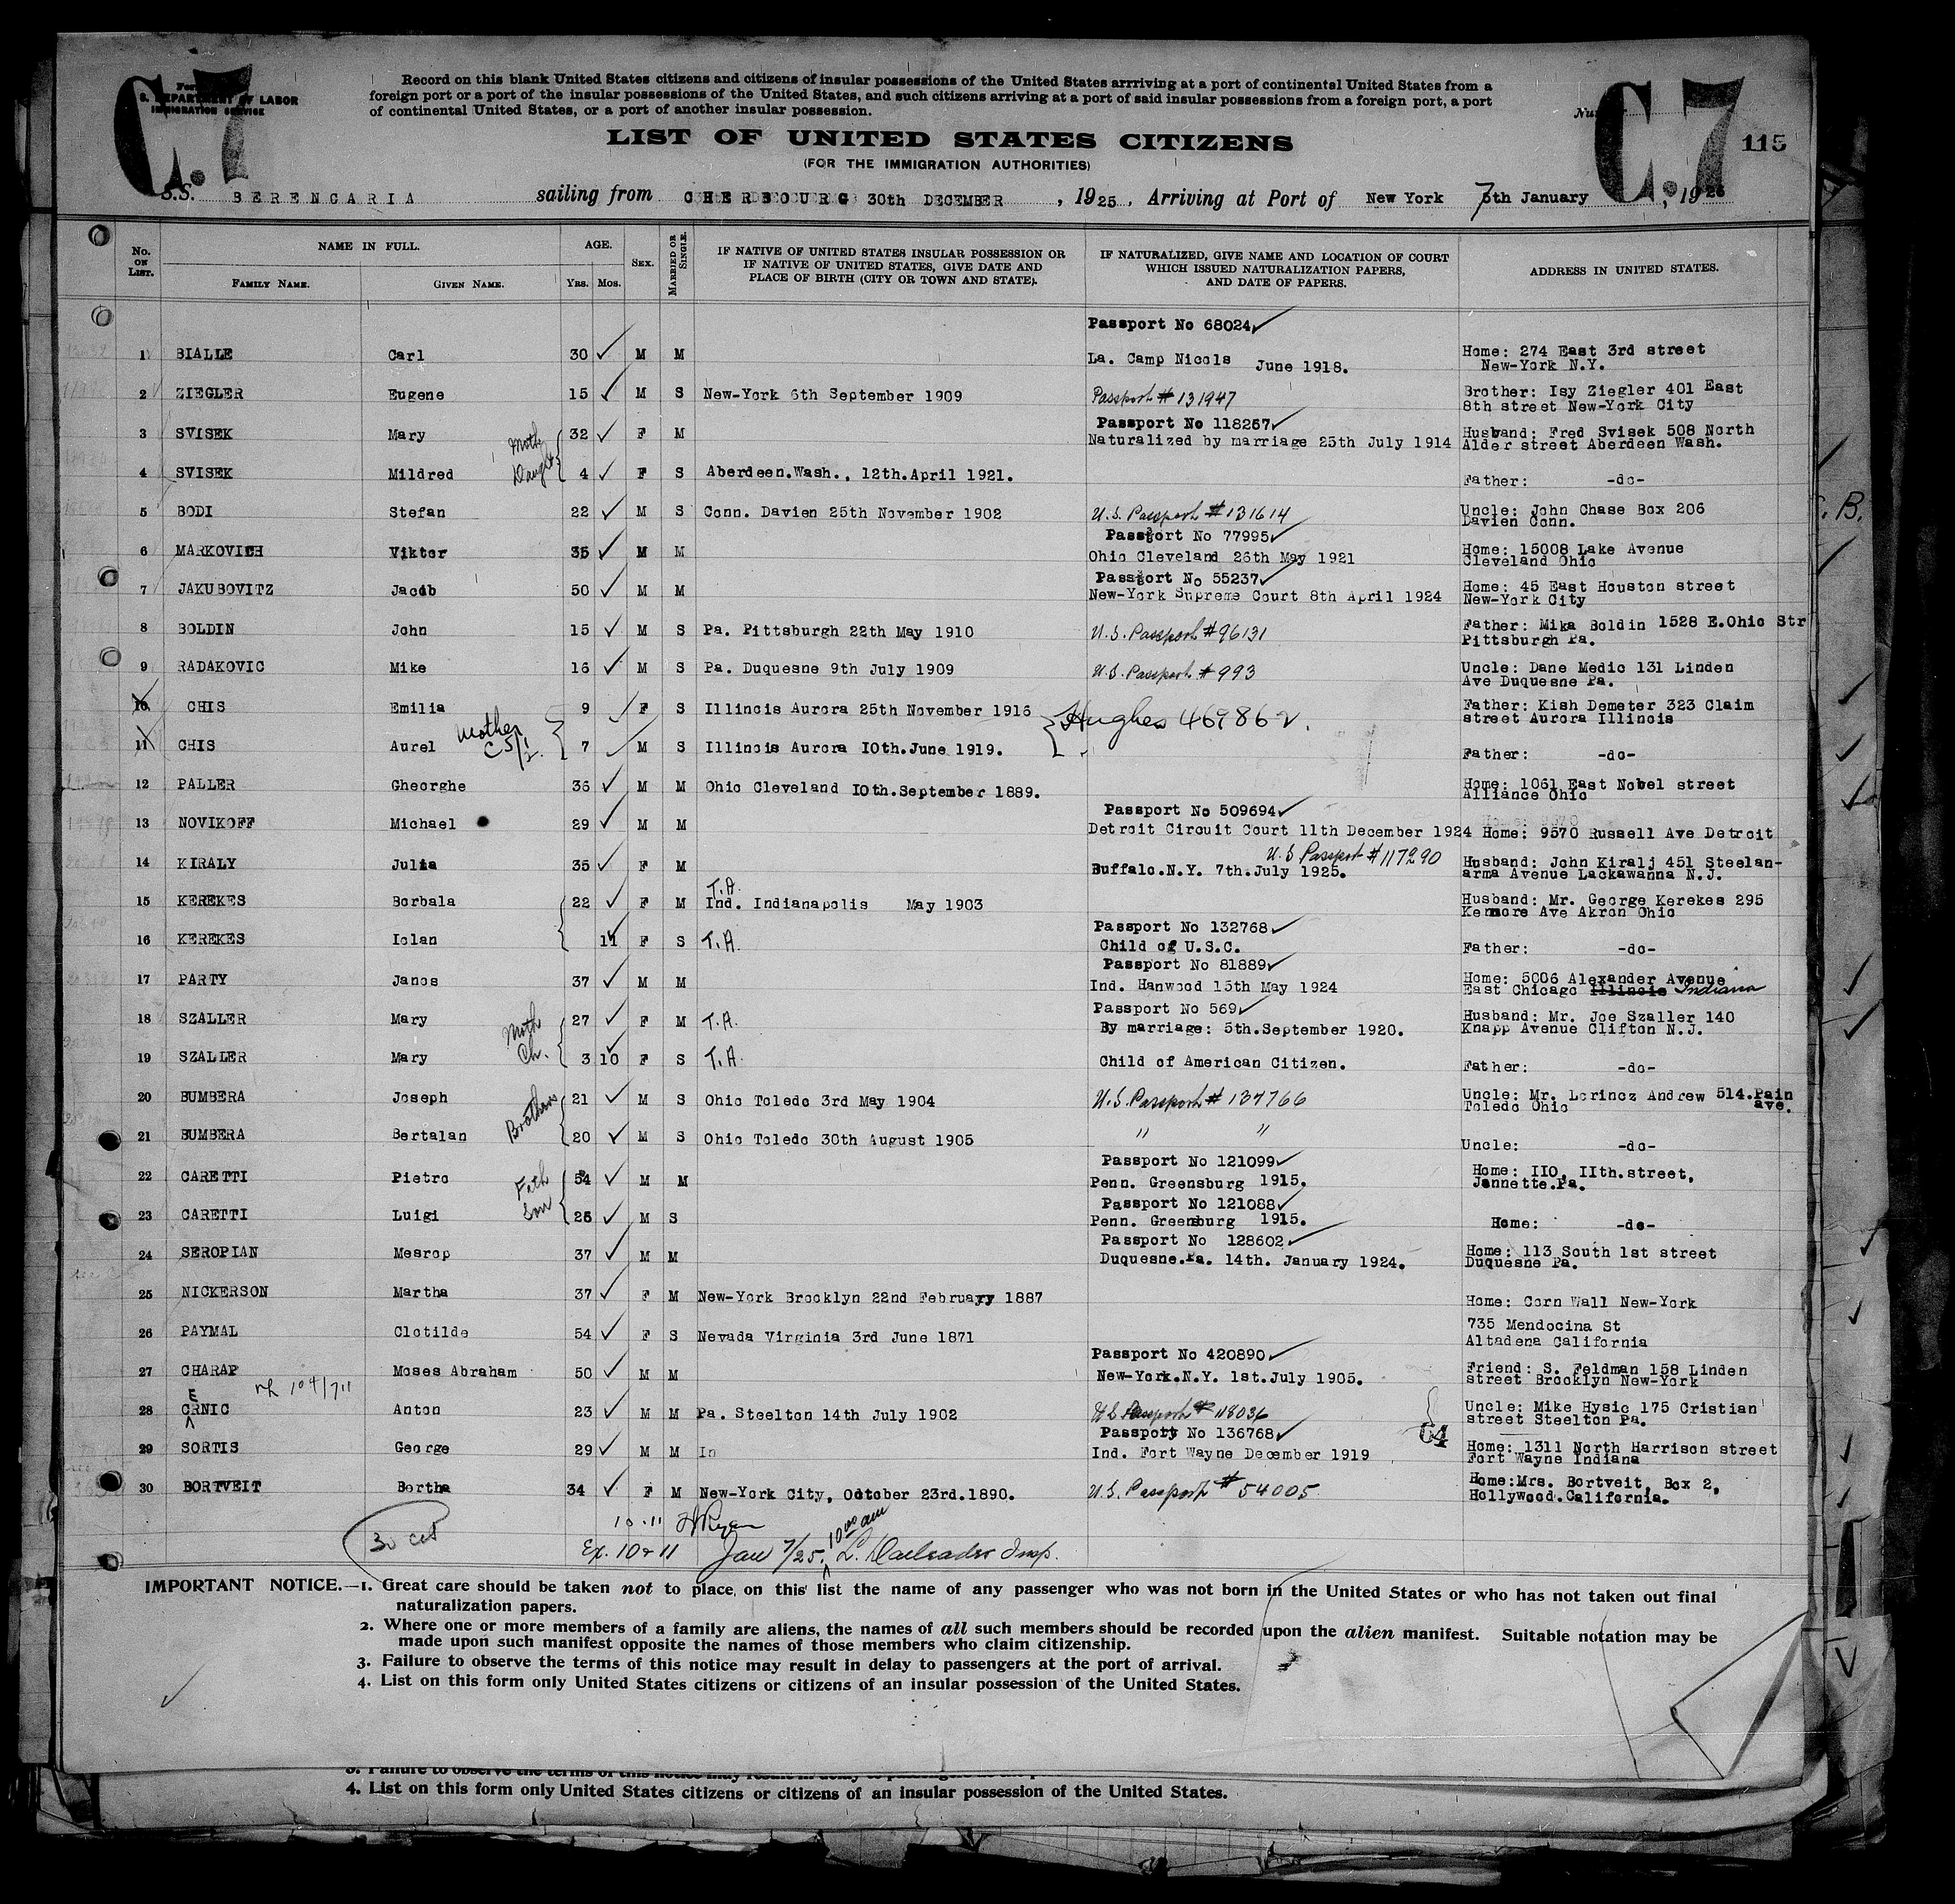 C.7
S. DEPARTMENT OF LABOR
IMMIGRATION SERVICE
Record on this blank United States citizens and citizens of insular possessions of the United States arrriving at a port of continental United States from a
foreign port or a port of the insular possessions of the United States, and such citizens arriving at a port of said insular possessions from a foreign port, a port
of continental United States, or a port of another insular possession.
C.7
115
LIST OF UNITED STATES CITIZENS
(FOR THE IMMIGRATION AUTHORITIES)
S.S. BERENGARIA sailing from CHERBOURG 30th DECEMBER, 1925, Arriving at Port of New York 7th January, 1926
No. ON LIST. NAME IN FULL. AGE. SEX. MARRIED OR SINGLE. IF NATIVE OF UNITED STATES INSULAR POSSESSION OR IF NATIVE OF UNITED STATES, GIVE DATE AND PLACE OF BIRTH (CITY OR TOWN AND STATE). IF NATURALIZED, GIVE NAME AND LOCATION OF COURT WHICH ISSUED NATURALIZATION PAPERS, AND DATE OF PAPERS. ADDRESS IN UNITED STATES.
FAMILY NAME. GIVEN NAME. YRS. MOS.
Passport No 68024
1 BIALLE Carl 30 M M La. Camp Nicols June 1918. Home: 274 East 3rd street
New-York N.Y.
2 ZIEGLER Eugene 15 M S New-York 6th September 1909 Passport # 131947 Brother: Isy Ziegler 401 East
8th street New-York City
Passport No 118267
3 SVISEK Mary Moth 32 F M Naturalized by marriage 25th July 1914 Husband: Fred Svisek 508 North
Alder street Aberdeen Wash.
4 SVISEK Mildred Daught 4 F S Aberdeen.Wash., 12th.April 1921. Father: -do-
5 BODI Stefan 22 M S Conn. Davien 25th November 1902 U.S. Passport # 131614 Uncle: John Chase Box 206
Davien Conn.
Passport No 77995
6 MARKOVICH Viktor 35 M M Ohio Cleveland 26th May 1921 Home: 15008 Lake Avenue
Cleveland Ohio
Passport No 55237
7 JAKUBOVITZ Jacob 50 M M New-York Supreme Court 8th April 1924 Home: 45 East Houston street
New-York City
8 BOLDIN John 15 M S Pa. Pittsburgh 22th May 1910 U.S. Passport # 96131 Father: Mika Boldin 1528 E.Ohio Str
Pittsburgh Pa.
9 RADAKOVIC Mike 16 M S Pa. Duquesne 9th July 1909 U.S. Passport # 993 Uncle: Dane Medic 131 Linden
Ave Duquesne Pa.
10 CHIS Emilia 9 F S Illinois Aurora 25th November 1916 Hughes 469862. Father: Kish Demeter 323 Claim
street Aurora Illinois
Mother C 5/12.
11 CHIS Aurel 7 M S Illinois Aurora 10th.June 1919. Father: -do-
12 PALLER Gheorghe 36 M M Ohio Cleveland 10th.September 1889. Home: 1061 East Nobel street
Alliance Ohio
Passport No 509694
13 NOVIKOFF Michael 29 M M Detroit Circuit Court 11th December 1924 Home: 9570 Russell Ave Detroit
U.S Passport # 117290
14 KIRALY Julia 35 F M Buffalo.N.Y. 7th.July 1925. Husband: John Kiralj 451 Steelan-
arma Avenue Lackawanna N.J.
T.A.
15 KEREKES Borbala 22 F M Ind. Indianapolis May 1903 Husband: Mr. George Kerekes 295
Kenmore Ave Akron Ohio
Passport No 132768
16 KEREKES Iolan 11 F S T.A. Child of U.S.C. Father: -do-
Passport No 81889
17 PARTY Janos 37 M M Ind. Hanwood 15th May 1924 Home: 5006 Alexander Avenue
East Chicago Illinois Indiana
Passport No 569
18 SZALLER Mary Moth 27 F M T.A. By marriage: 5th.September 1920. Husband: Mr. Joe Szaller 140
Knapp Avenue Clifton N.J.
19 SZALLER Mary Ch. 3 10 F S T.A. Child of American Citizen. Father: -do-
20 BUMBERA Joseph Brothers 21 M S Ohio Toledo 3rd May 1904 U.S. Passport # 134766 Uncle: Mr. Lorincz Andrew 514.Pain
Toledo Ohio ave.
21 BUMBERA Bertalan 20 M S Ohio Toledo 30th August 1905 " " Uncle: -do-
Passport No 121099
22 CARETTI Pietro Fath 54 M M Penn. Greensburg 1915. Home: 110, 11th.street,
Jennette.Pa.
Passport No 121088
23 CARETTI Luigi Son 26 M S Penn. Greensburg 1915. Home: -do-
Passport No 128602
24 SEROPIAN Mesrop 37 M M Duquesne.Pa. 14th. January 1924. Home: 113 South 1st street
Duquesne Pa.
25 NICKERSON Martha 37 F M New-York Brooklyn 22nd February 1887 Home: Corn Wall New-York
26 PAYMAL Clotilde 54 F S Nevada Virginia 3rd June 1871 735 Mendocina St
Altadena California
Passport No 420890
27 CHARAP Moses Abraham 50 M M New-York.N.Y. 1st.July 1905. Friend: S. Feldman 158 Linden
street Brooklyn New-York
28 CERNIC Anton 23 M M Pa. Steelton 14th July 1902 US Passport # 118036 Uncle: Mike Hysic 175 Cristian
street Steelton Pa.
Passport No 136768 64
29 SORTIS George 29 M M In Ind. Fort Wayne December 1919 Home: 1311 North Harrison street
Fort Wayne Indiana
30 BORTVEIT Bertha 34 F M New-York City, October 23rd.1890. U.S. Passport # 54005 Home:Mrs. Bortveit, Box 2,
Hollywood.California.
10-11
Ex. 10 & 11 Jan 7/25, 10 00 am Insp.
IMPORTANT NOTICE.—1. Great care should be taken not to place on this list the name of any passenger who was not born in the United States or who has not taken out final
naturalization papers.
2. Where one or more members of a family are aliens, the names of all such members should be recorded upon the alien manifest. Suitable notation may be
made upon such manifest opposite the names of those members who claim citizenship.
3. Failure to observe the terms of this notice may result in delay to passengers at the port of arrival.
4. List on this form only United States citizens or citizens of an insular possession of the United States.
4. List on this form only United States citizens or citizens of an insular possession of the United States.